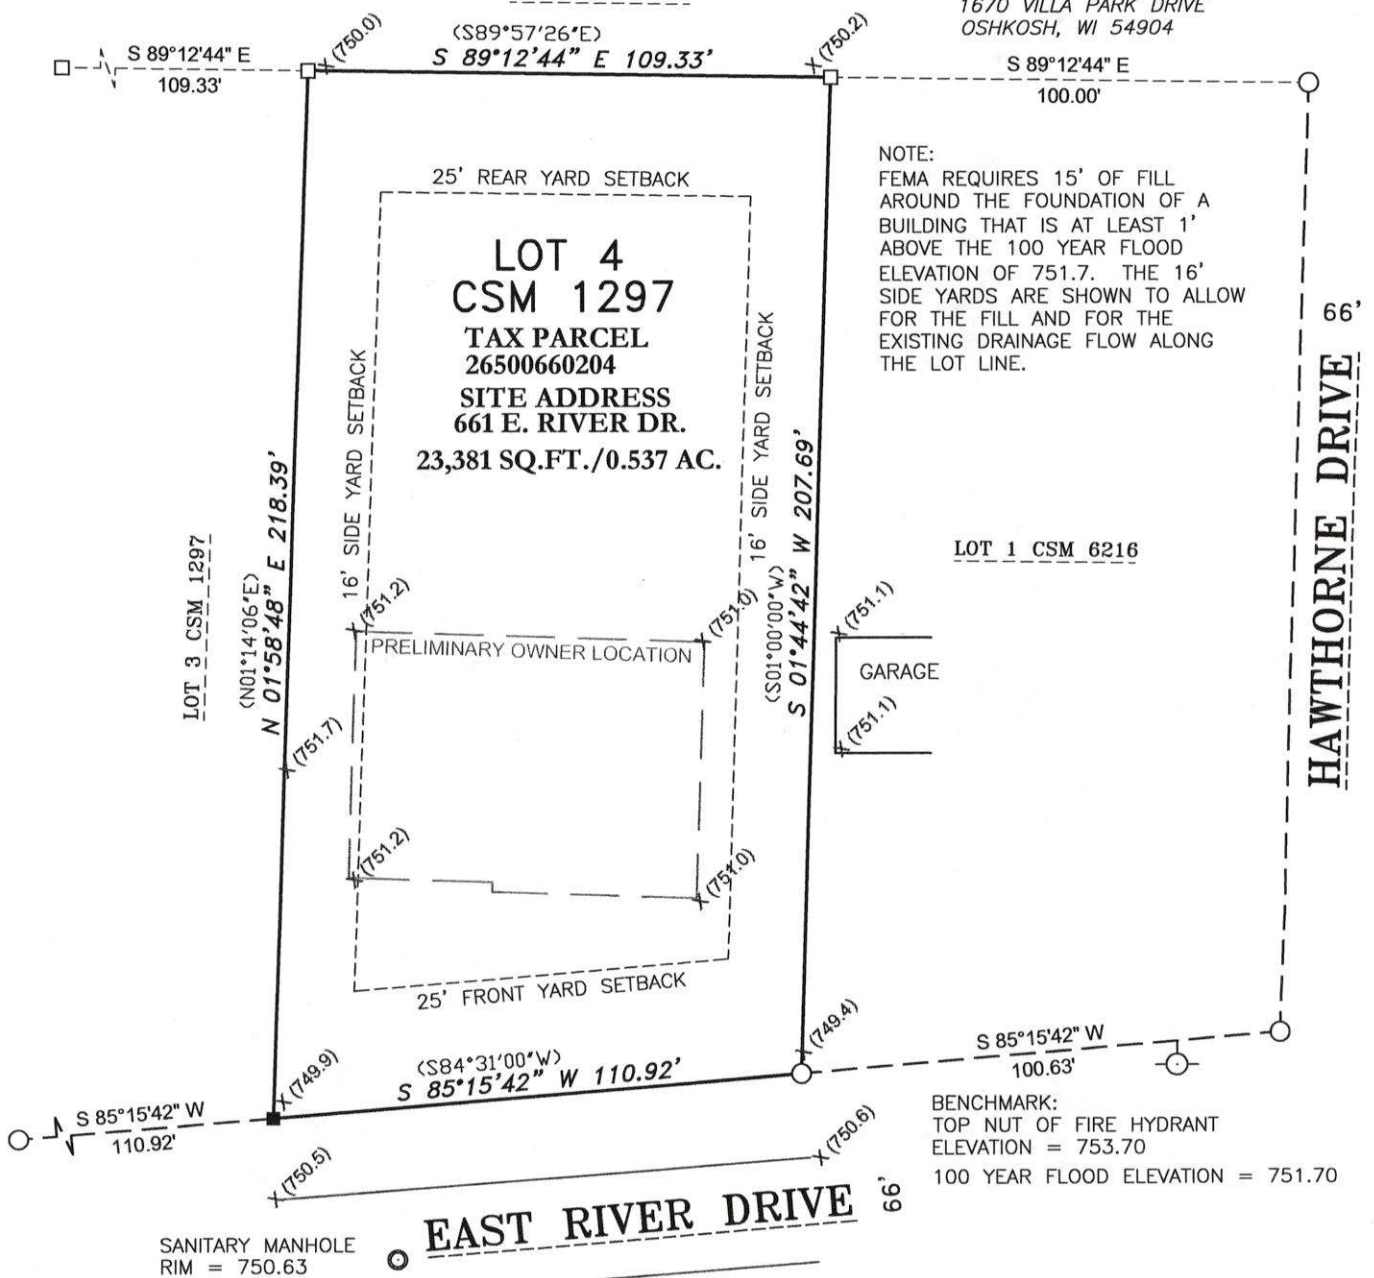 1670 VILLA PARK DRIVE
OSHKOSH, WI 54904
(750.0)
(S89°57'26"E)
S 89°12'44" E 109.33'
(750.2)
S 89°12'44" E
109.33'
S 89°12'44" E
100.00'
NOTE:
FEMA REQUIRES 15' OF FILL
AROUND THE FOUNDATION OF A
BUILDING THAT IS AT LEAST 1'
ABOVE THE 100 YEAR FLOOD
ELEVATION OF 751.7. THE 16'
SIDE YARDS ARE SHOWN TO ALLOW
FOR THE FILL AND FOR THE
EXISTING DRAINAGE FLOW ALONG
THE LOT LINE.
25' REAR YARD SETBACK
LOT 4
CSM 1297
TAX PARCEL
26500660204
SITE ADDRESS
661 E. RIVER DR.
23,381 SQ.FT./0.537 AC.
16' SIDE YARD SETBACK
16' SIDE YARD SETBACK
66'
HAWTHORNE DRIVE
LOT 3 CSM 1297
(N01°14'06"E)
N 01°58'48" E 218.39'
(S01°00'00"W)
S 01°44'42" W 207.69'
LOT 1 CSM 6216
(751.2)
(751.0)
(751.1)
PRELIMINARY OWNER LOCATION
GARAGE
(751.7)
(751.1)
(751.2)
(751.0)
25' FRONT YARD SETBACK
(749.4)
S 85°15'42" W
100.63'
(749.9)
(S84°31'00"W)
S 85°15'42" W 110.92'
S 85°15'42" W
110.92'
BENCHMARK:
TOP NUT OF FIRE HYDRANT
ELEVATION = 753.70
100 YEAR FLOOD ELEVATION = 751.70
(750.5)
(750.6)
EAST RIVER DRIVE
66'
SANITARY MANHOLE
RIM = 750.63